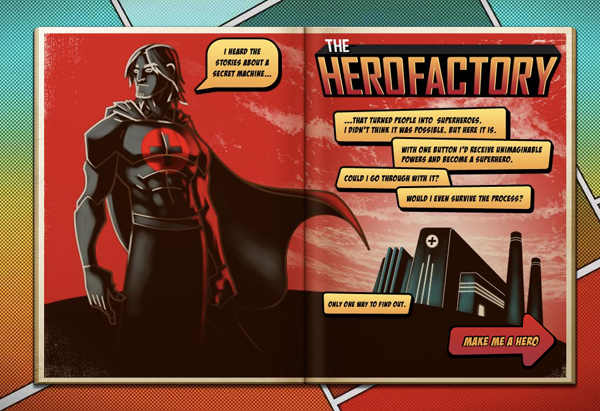 I HEARD THE
STORIES ABOUT A
SECRET MACHINE...
THE
HEROFACTORY
...THAT TURNED PEOPLE INTO SUPERHEROES.
I DIDN'T THINK IT WAS POSSIBLE. BUT HERE IT IS.
WITH ONE BUTTON I'D RECEIVE UNIMAGINABLE
POWERS AND BECOME A SUPERHERO.
COULD I GO THROUGH WITH IT?
WOULD I EVEN SURVIVE THE PROCESS?
ONLY ONE WAY TO FIND OUT.
MAKE ME A HERO